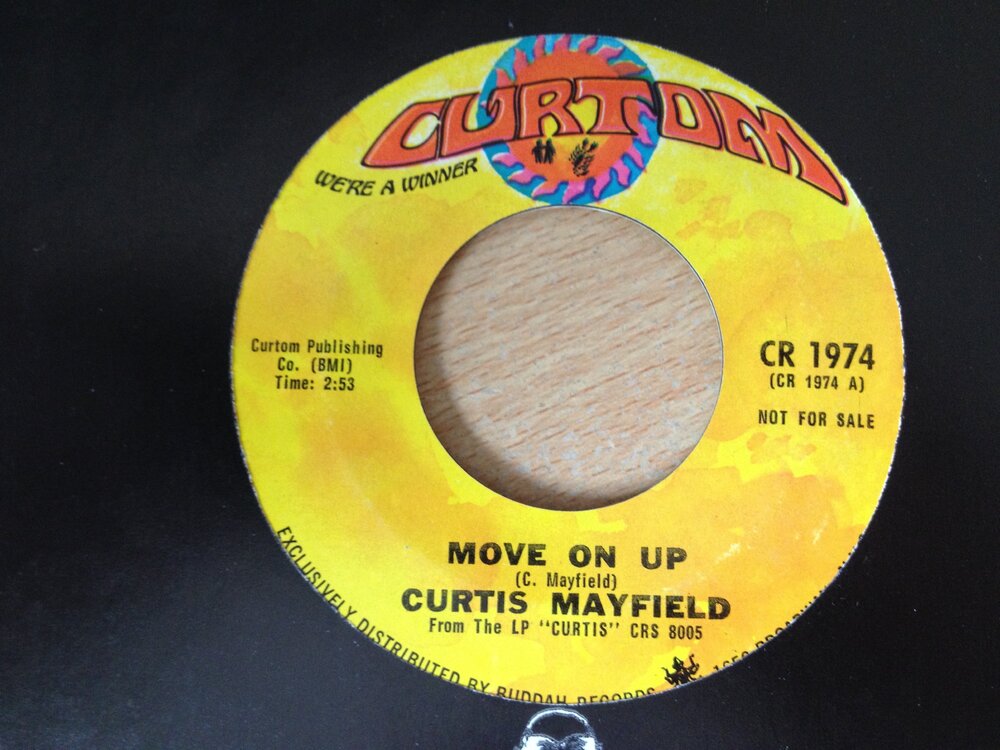 CURTOM
WE'RE A WINNER
Curtom Publishing
Co. (BMI)
Time: 2:53
CR 1974
(CR 1974 A)
NOT FOR SALE
MOVE ON UP
(C. Mayfield)
CURTIS MAYFIELD
From The LP "CURTIS" CRS 8005
EXCLUSIVELY DISTRIBUTED BY BUDDAH RECORDS